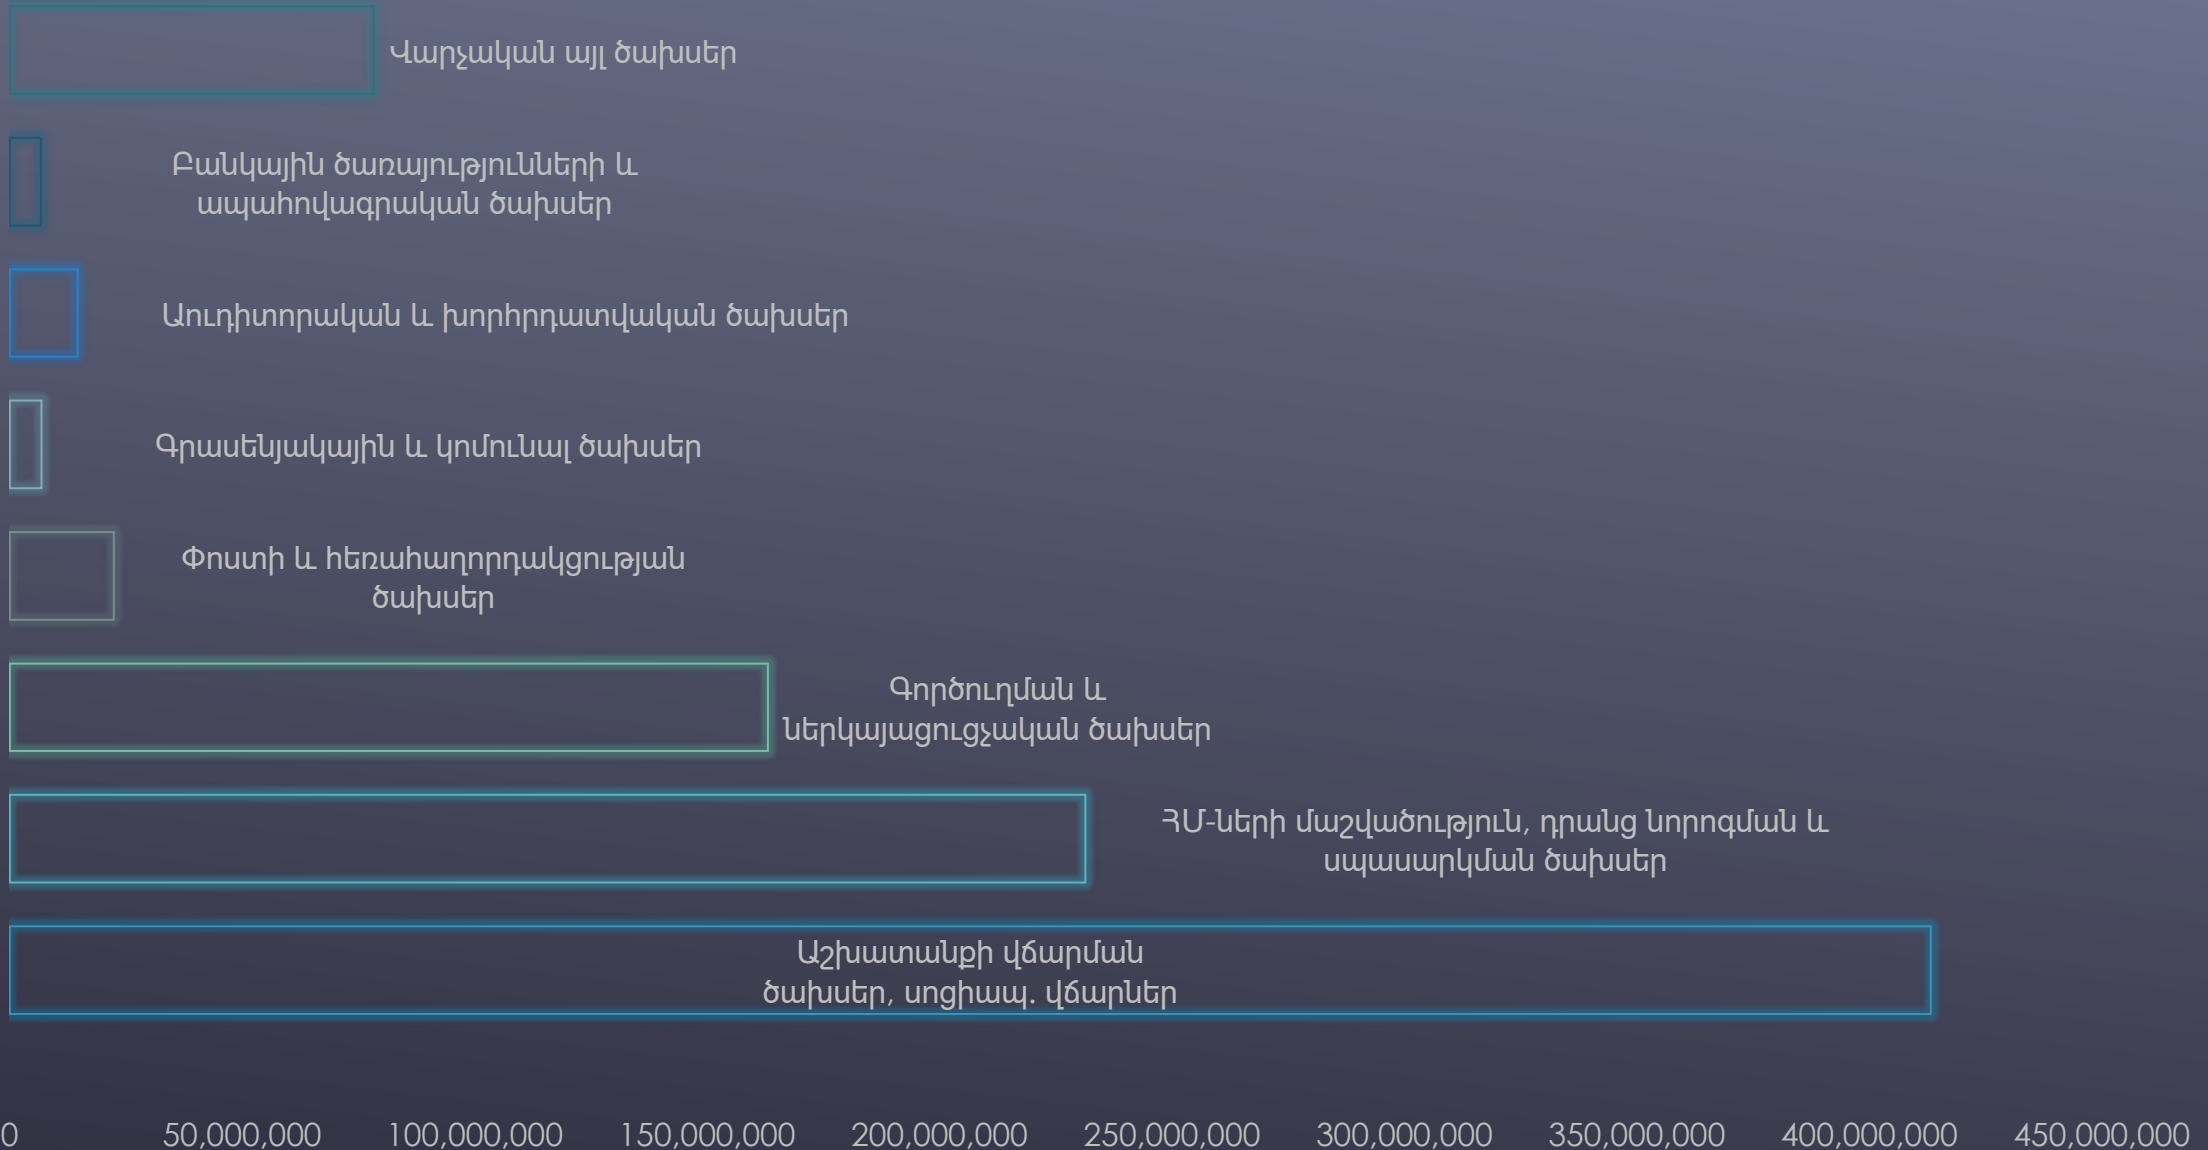 Վարչական այլ ծախսեր
Բանկային ծառայությունների և
ապահովագրական ծախսեր
Աուդիտորական և խորհրդատվական ծախսեր
Գրասենյակային և կոմունալ ծախսեր
Փոստի և հեռահաղորդակցության
ծախսեր
Գործուղման և
ներկայացուցչական ծախսեր
ՀՄ-ների մաշվածություն, դրանց նորոգման և
սպասարկման ծախսեր
Աշխատանքի վճարման
ծախսեր, սոցիապ. վճարներ
0 50,000,000 100,000,000 150,000,000 200,000,000 250,000,000 300,000,000 350,000,000 400,000,000 450,000,000